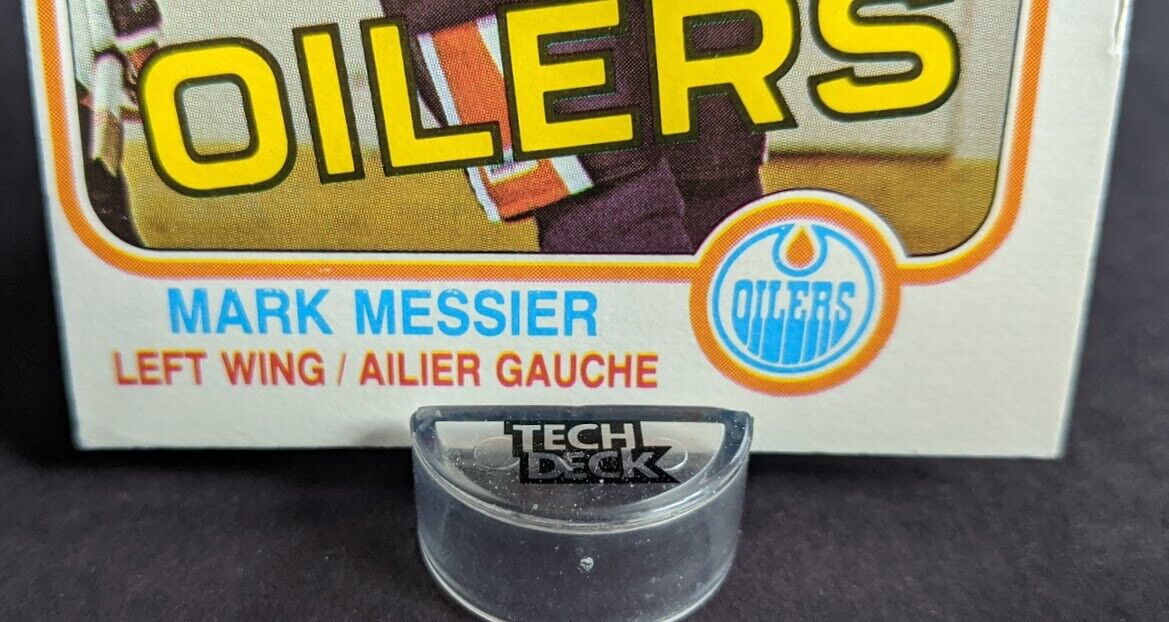 OILERS
MARK MESSIER
OILERS
LEFT WING / AILIER GAUCHE
TECH
DECK